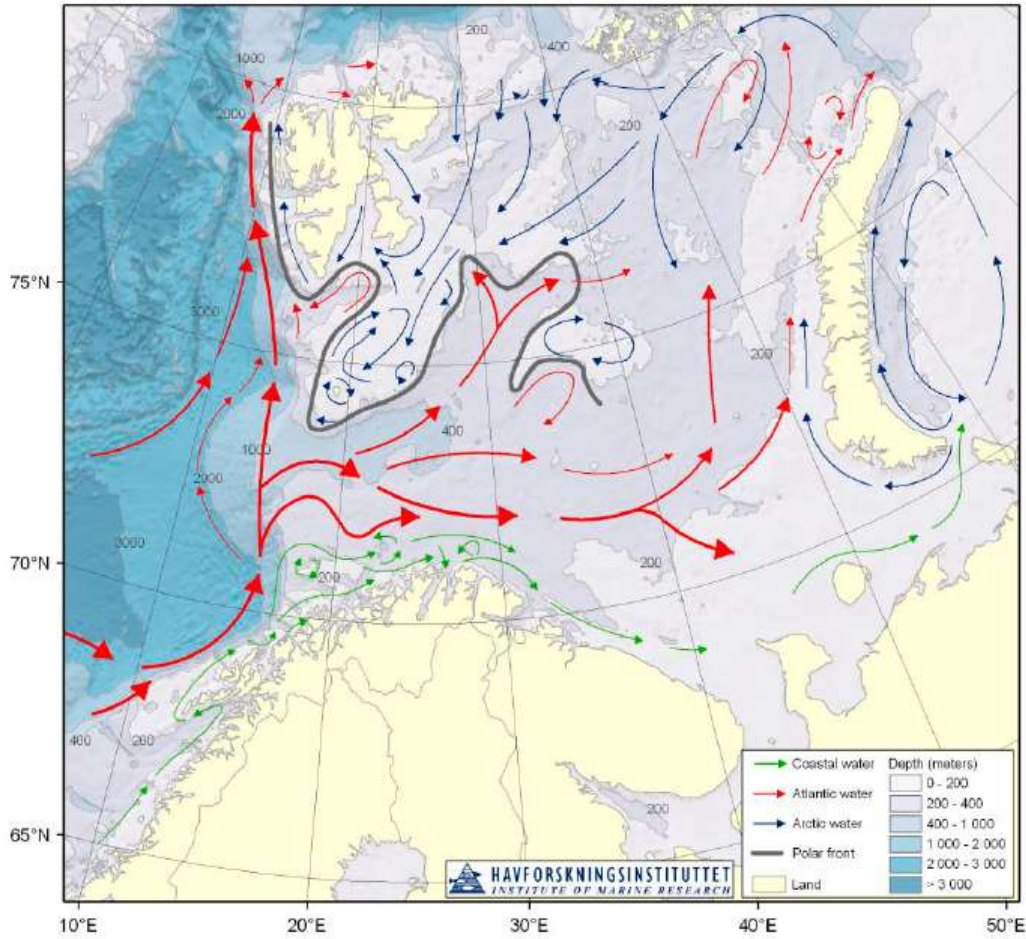 200
1000
400
2000
200
200
75°N
3000
200
200
400
1000
2000
3000
70°N
200
200
400
260
200
65°N
Coastal water
Atlantic water
Arctic water
Polar front
Land
Depth (meters)
0 - 200
200 - 400
400 - 1 000
1 000 - 2 000
2 000 - 3 000
> 3 000
HAVFORSKNINGSINSTITUTTET
INSTITUTE OF MARINE RESEARCH
10°E
20°E
30°E
40°E
50°E